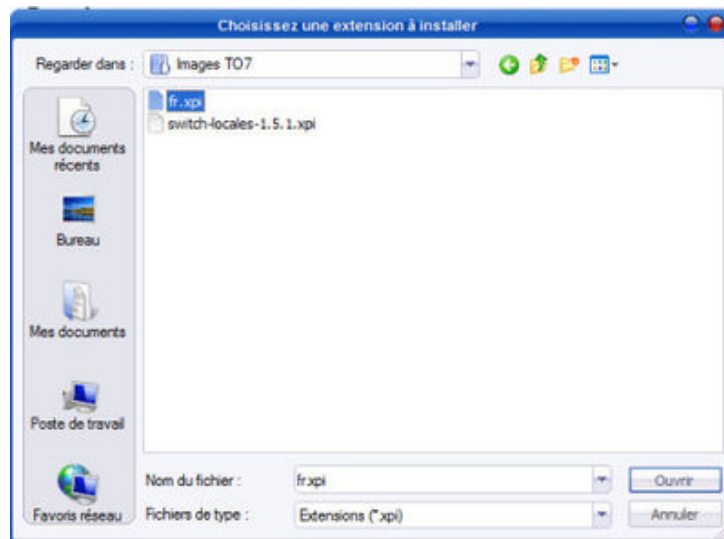 Choisissez une extension à installer
Regarder dans :
Images TO7
fr.xpi
switch-locales-1.5.1.xpi
Mes documents
récents
Bureau
Mes documents
Poste de travail
Favoris réseau
Nom du fichier :
fr.xpi
Ouvrir
Fichiers de type :
Extensions (*.xpi)
Annuler